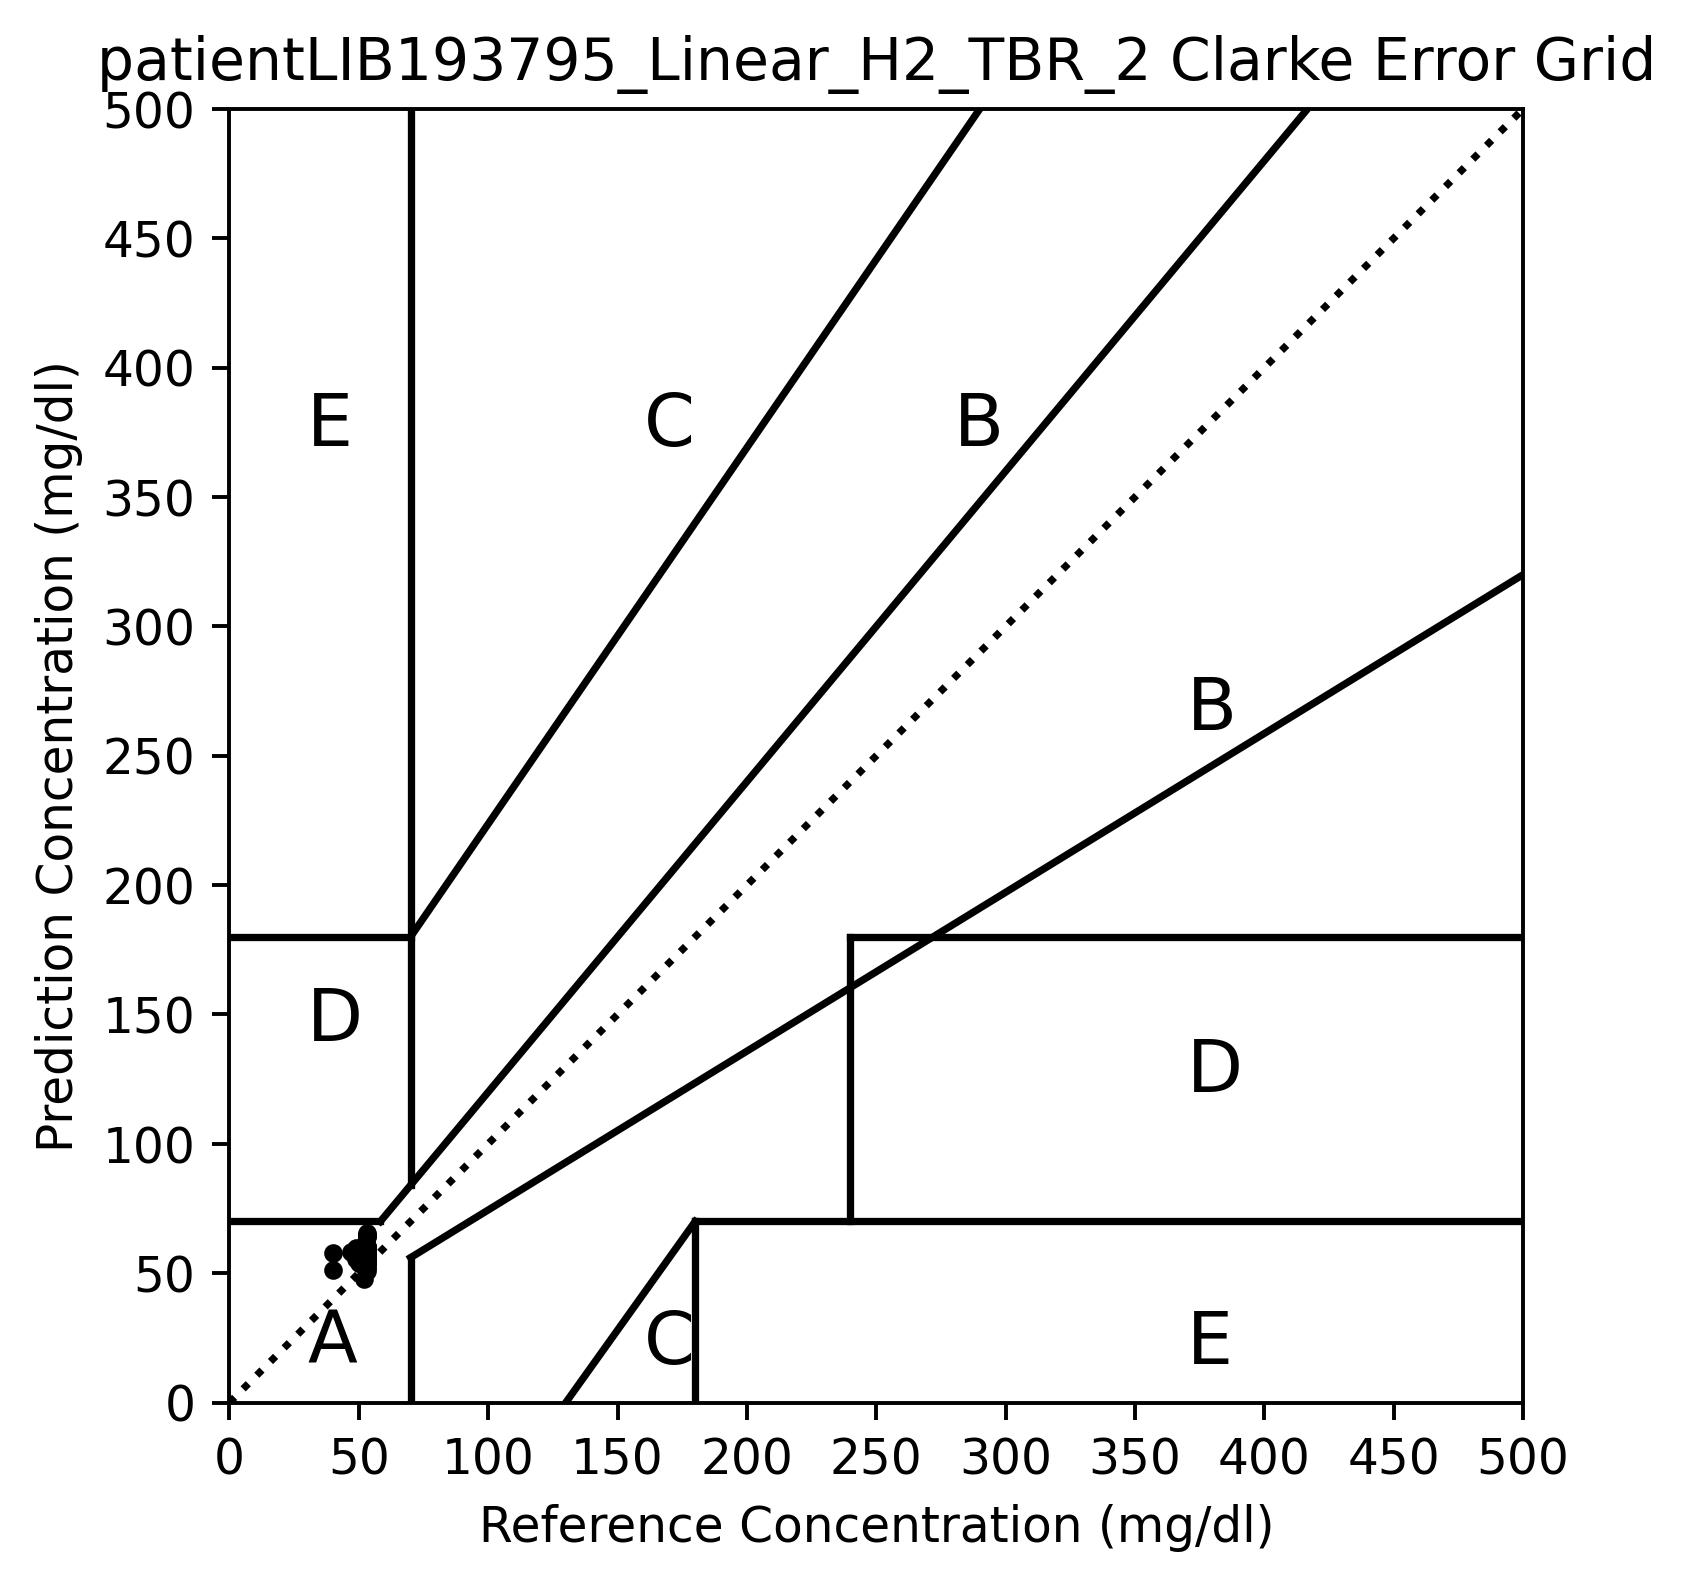 patientLIB193795_Linear_H2_TBR_2 Clarke Error Grid
500
450
400
350
300
250
200
150
100
50
0
Prediction Concentration (mg/dl)
E
C
B
B
D
D
A
C
E
0 50 100 150 200 250 300 350 400 450 500
Reference Concentration (mg/dl)